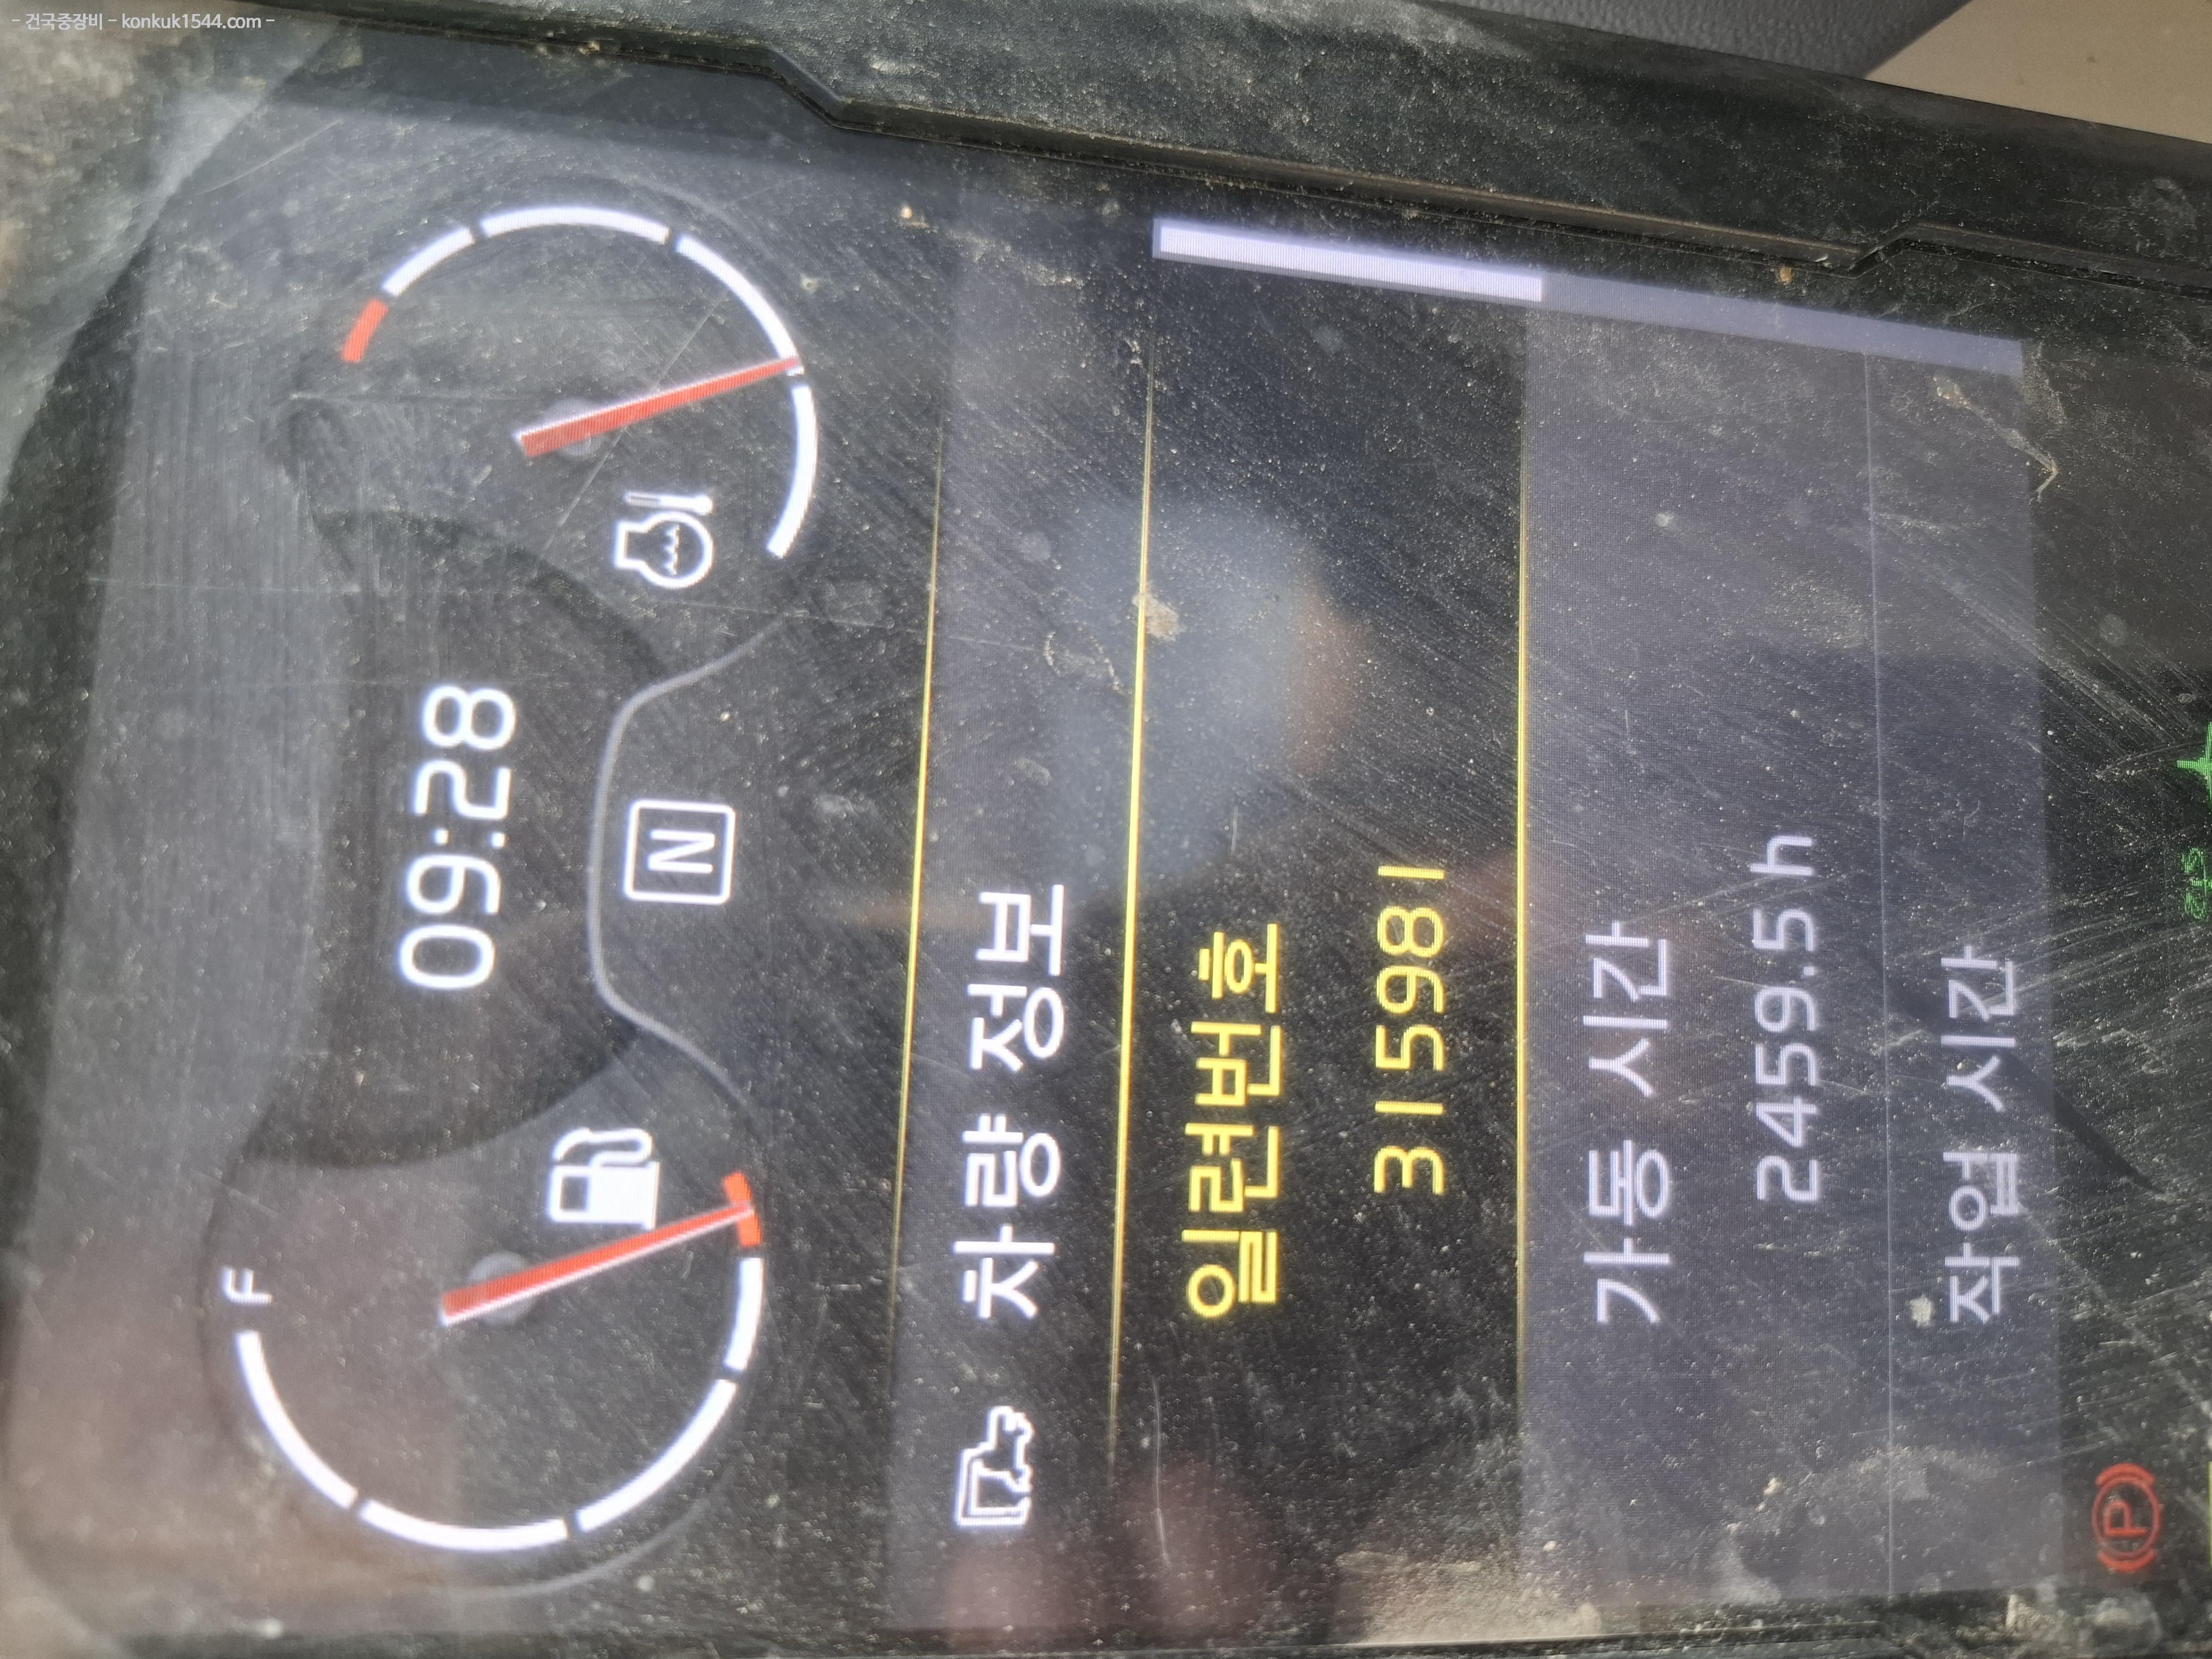 - 건국중장비 - konkuk1544.com -
09:28
F
N
차량 정보
일련번호
315981
가동 시간
2459.5 h
작업 시간
P